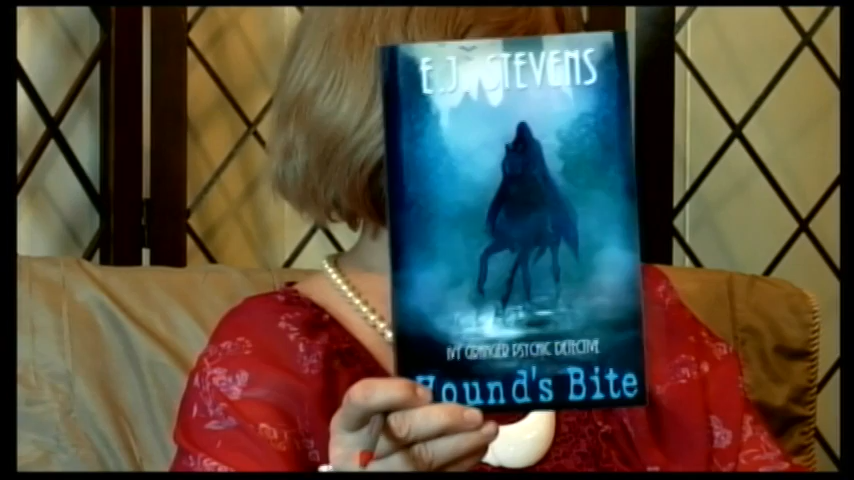 E.J. STEVENS
IVY GRANGER PSYCHIC DETECTIVE
Hound's Bite